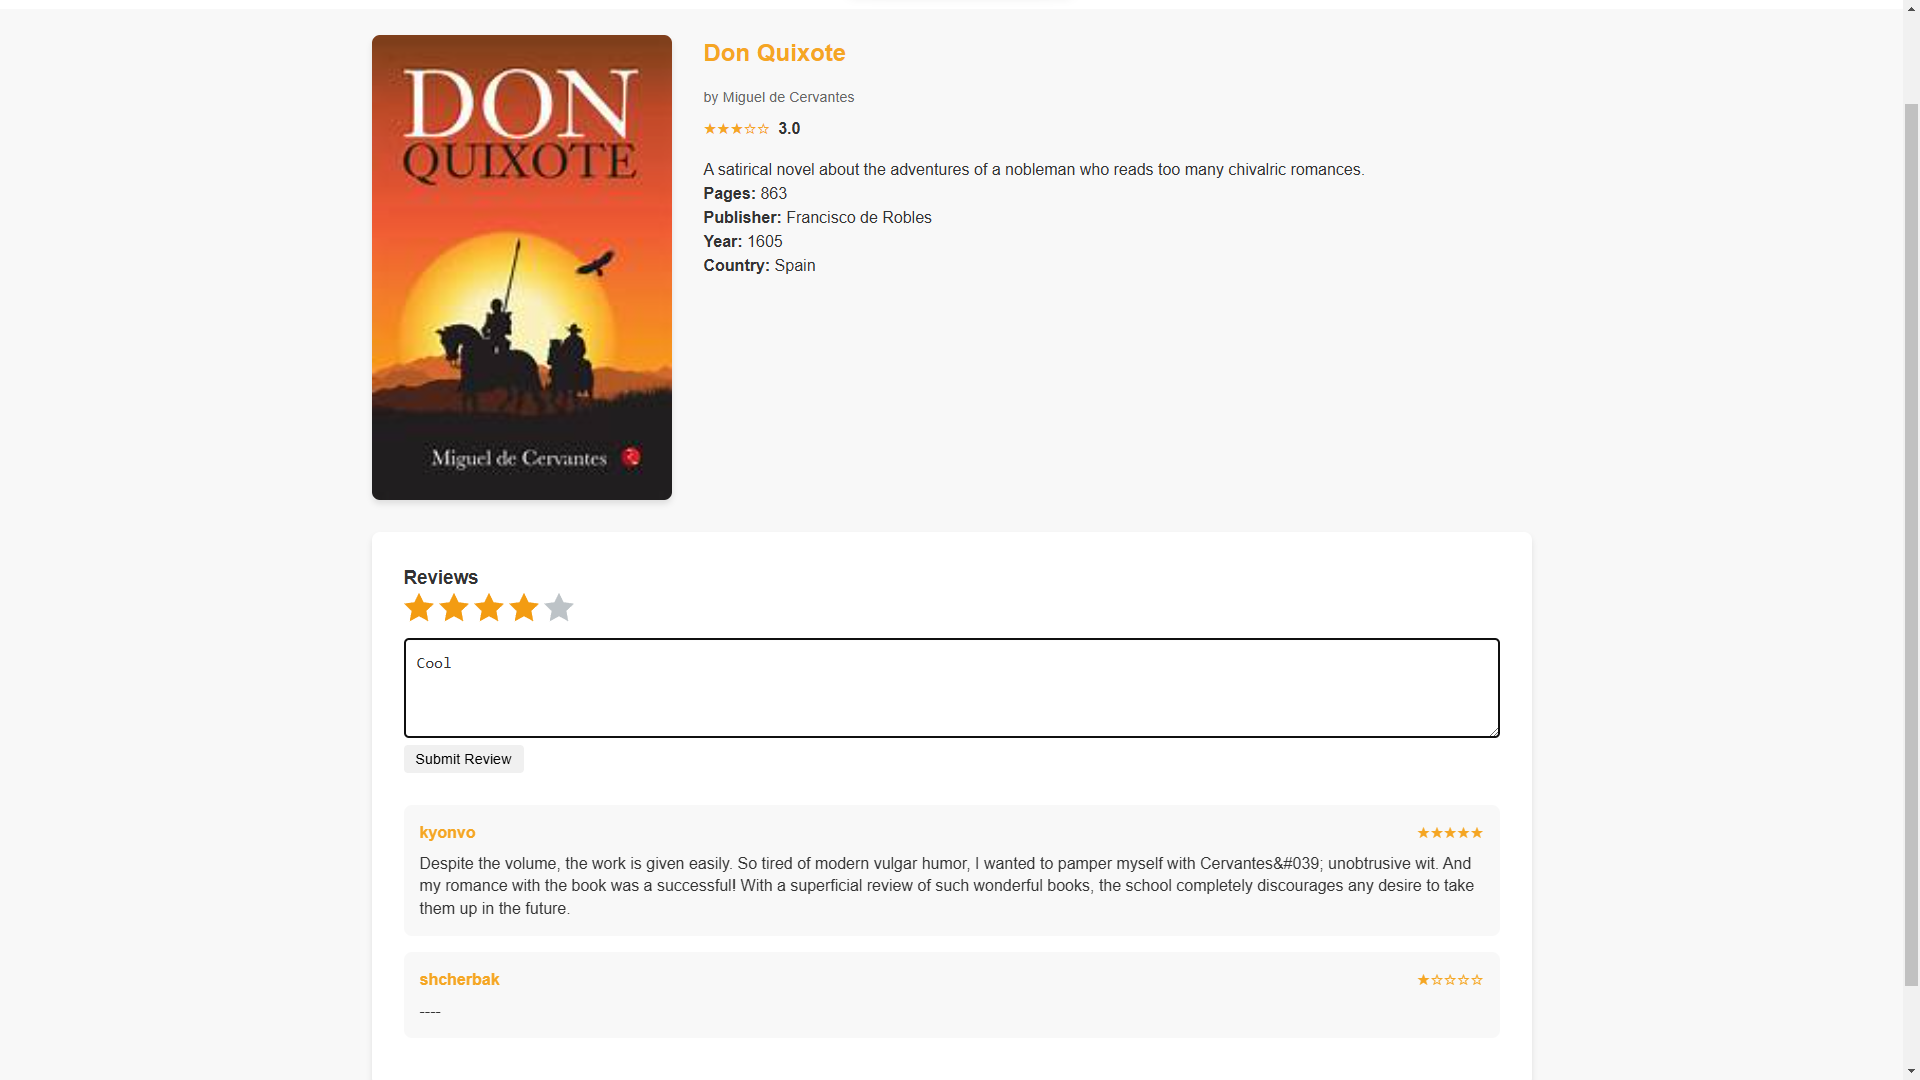 DON
QUIXOTE
Miguel de Cervantes
Don Quixote
by Miguel de Cervantes
★★★☆☆ 3.0
A satirical novel about the adventures of a nobleman who reads too many chivalric romances.
Pages: 863
Publisher: Francisco de Robles
Year: 1605
Country: Spain
Reviews
Cool
Submit Review
kyonvo
★★★★★
Despite the volume, the work is given easily. So tired of modern vulgar humor, I wanted to pamper myself with Cervantes&#039; unobtrusive wit. And
my romance with the book was a successful! With a superficial review of such wonderful books, the school completely discourages any desire to take
them up in the future.
shcherbak
★☆☆☆☆
----